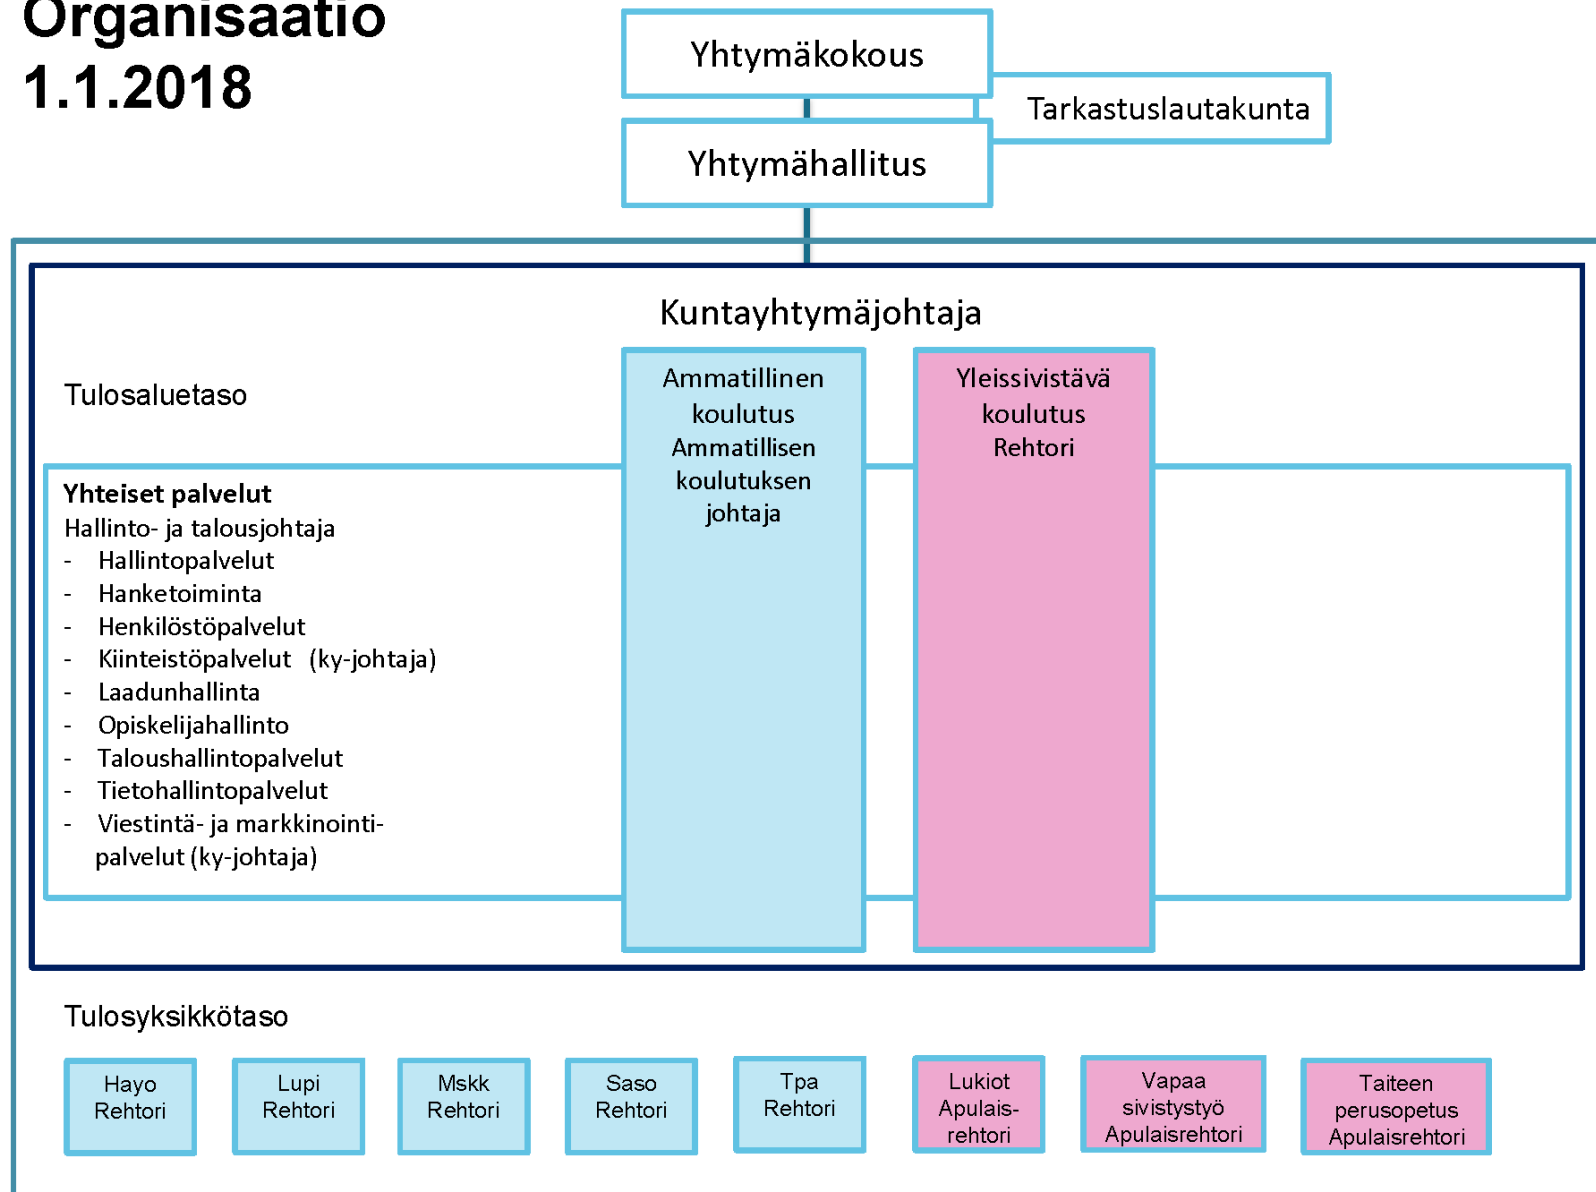 Organisaatio
1.1.2018
Yhtymäkokous
Tarkastuslautakunta
Yhtymähallitus
Kuntayhtymäjohtaja
Tulosaluetaso
Ammatillinen
koulutus
Ammatillisen
koulutuksen
johtaja
Yleissivistävä
koulutus
Rehtori
Yhteiset palvelut
Hallinto- ja talousjohtaja
- Hallintopalvelut
- Hanketoiminta
- Henkilöstöpalvelut
- Kiinteistöpalvelut (ky-johtaja)
- Laadunhallinta
- Opiskelijahallinto
- Taloushallintopalvelut
- Tietohallintopalvelut
- Viestintä- ja markkinointi-
palvelut (ky-johtaja)
Tulosyksikkötaso
Hayo
Rehtori
Lupi
Rehtori
Mskk
Rehtori
Saso
Rehtori
Tpa
Rehtori
Lukiot
Apulais-
rehtori
Vapaa
sivistystyö
Apulaisrehtori
Taiteen
perusopetus
Apulaisrehtori